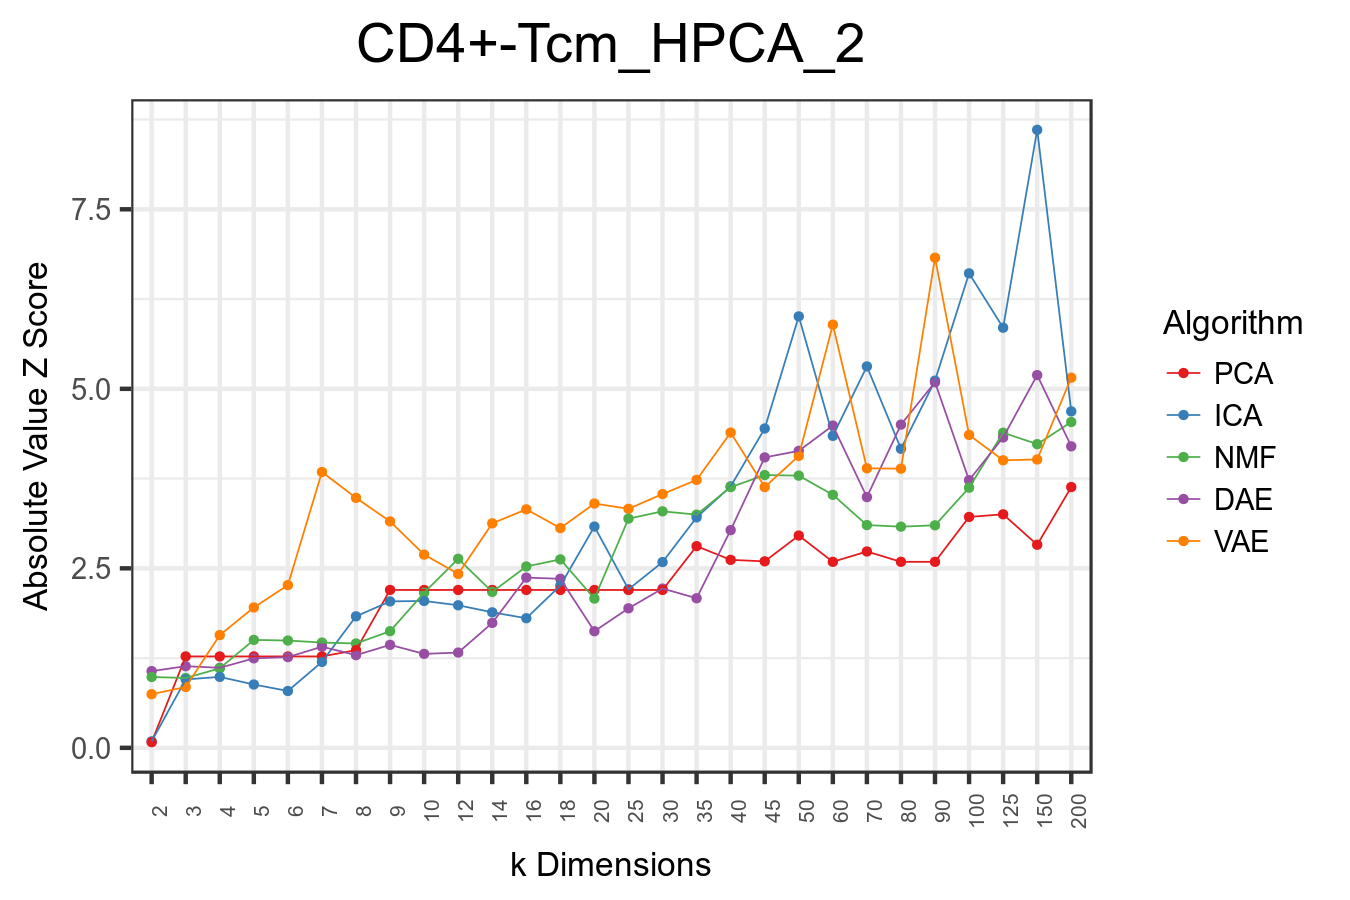 CD4+-Tcm_HPCA_2
Absolute Value Z Score
7.5
5.0
2.5
0.0
2 3 4 5 6 7 8 9 10 12 14 16 18 20 25 30 35 40 45 50 60 70 80 90 100 125 150 200
k Dimensions
Algorithm
PCA
ICA
NMF
DAE
VAE